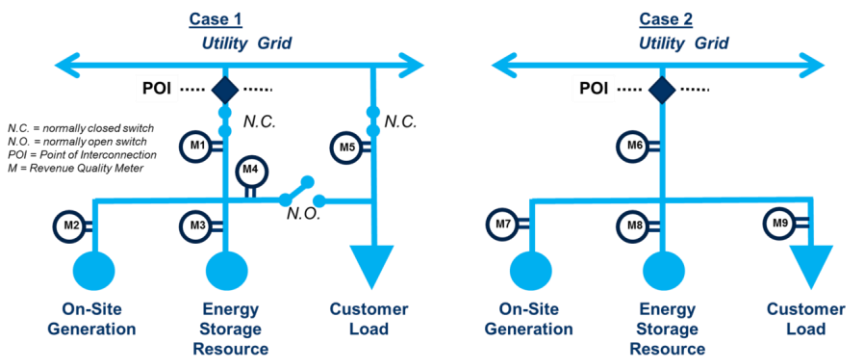 Case 1
Utility Grid
POI
N.C. = normally closed switch
N.O. = normally open switch
POI = Point of Interconnection
M = Revenue Quality Meter
N.C.
N.C.
M1
M4
M5
N.O.
M2
M3
On-Site
Generation
Energy
Storage
Resource
Customer
Load
Case 2
Utility Grid
POI
M6
M7
M8
M9
On-Site
Generation
Energy
Storage
Resource
Customer
Load